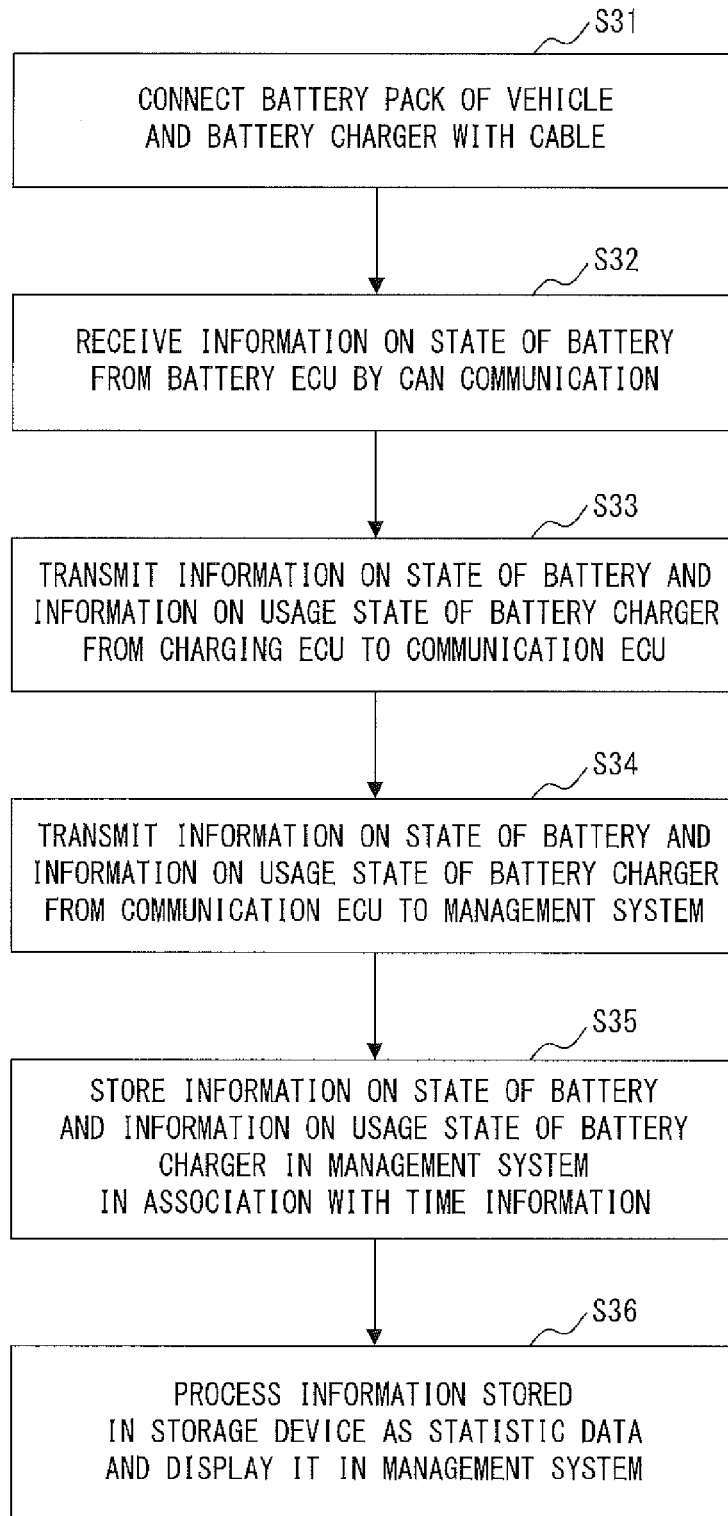 S31
CONNECT BATTERY PACK OF VEHICLE
AND BATTERY CHARGER WITH CABLE
S32
RECEIVE INFORMATION ON STATE OF BATTERY
FROM BATTERY ECU BY CAN COMMUNICATION
S33
TRANSMIT INFORMATION ON STATE OF BATTERY AND
INFORMATION ON USAGE STATE OF BATTERY CHARGER
FROM CHARGING ECU TO COMMUNICATION ECU
S34
TRANSMIT INFORMATION ON STATE OF BATTERY AND
INFORMATION ON USAGE STATE OF BATTERY CHARGER
FROM COMMUNICATION ECU TO MANAGEMENT SYSTEM
S35
STORE INFORMATION ON STATE OF BATTERY
AND INFORMATION ON USAGE STATE OF BATTERY
CHARGER IN MANAGEMENT SYSTEM
IN ASSOCIATION WITH TIME INFORMATION
S36
PROCESS INFORMATION STORED
IN STORAGE DEVICE AS STATISTIC DATA
AND DISPLAY IT IN MANAGEMENT SYSTEM